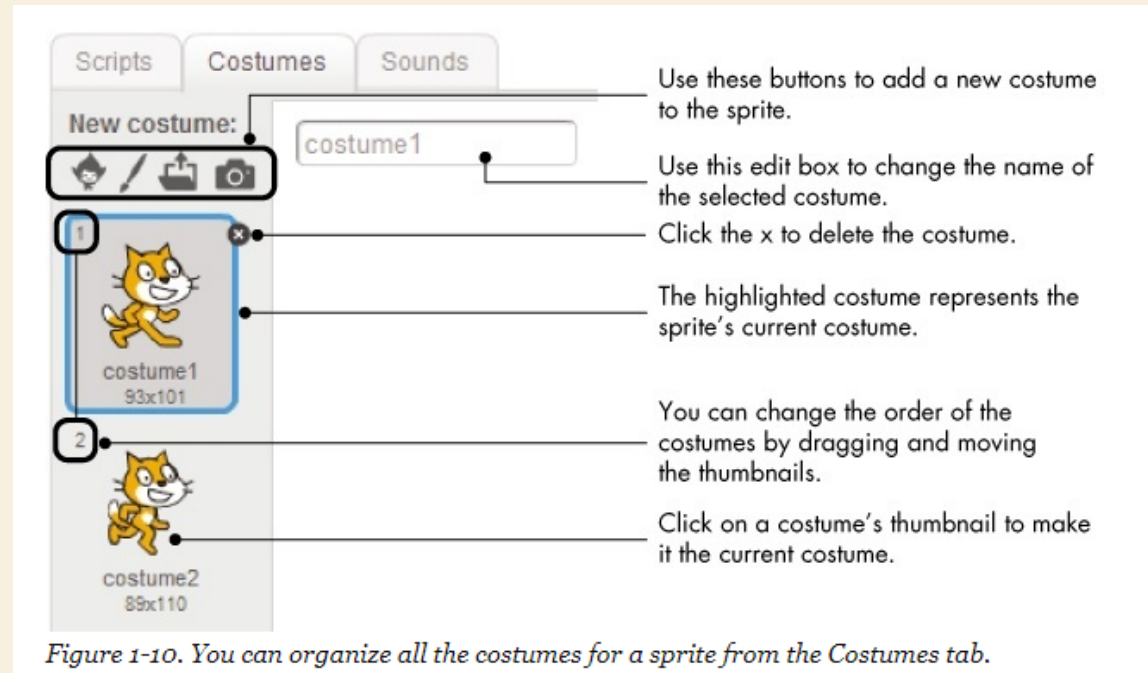 Scripts
Costumes
Sounds
New costume:
costume1
1
costume1
93x101
2
costume2
89x110
Use these buttons to add a new costume
to the sprite.
Use this edit box to change the name of
the selected costume.
Click the x to delete the costume.
The highlighted costume represents the
sprite's current costume.
You can change the order of the
costumes by dragging and moving
the thumbnails.
Click on a costume's thumbnail to make
it the current costume.
Figure 1-10. You can organize all the costumes for a sprite from the Costumes tab.